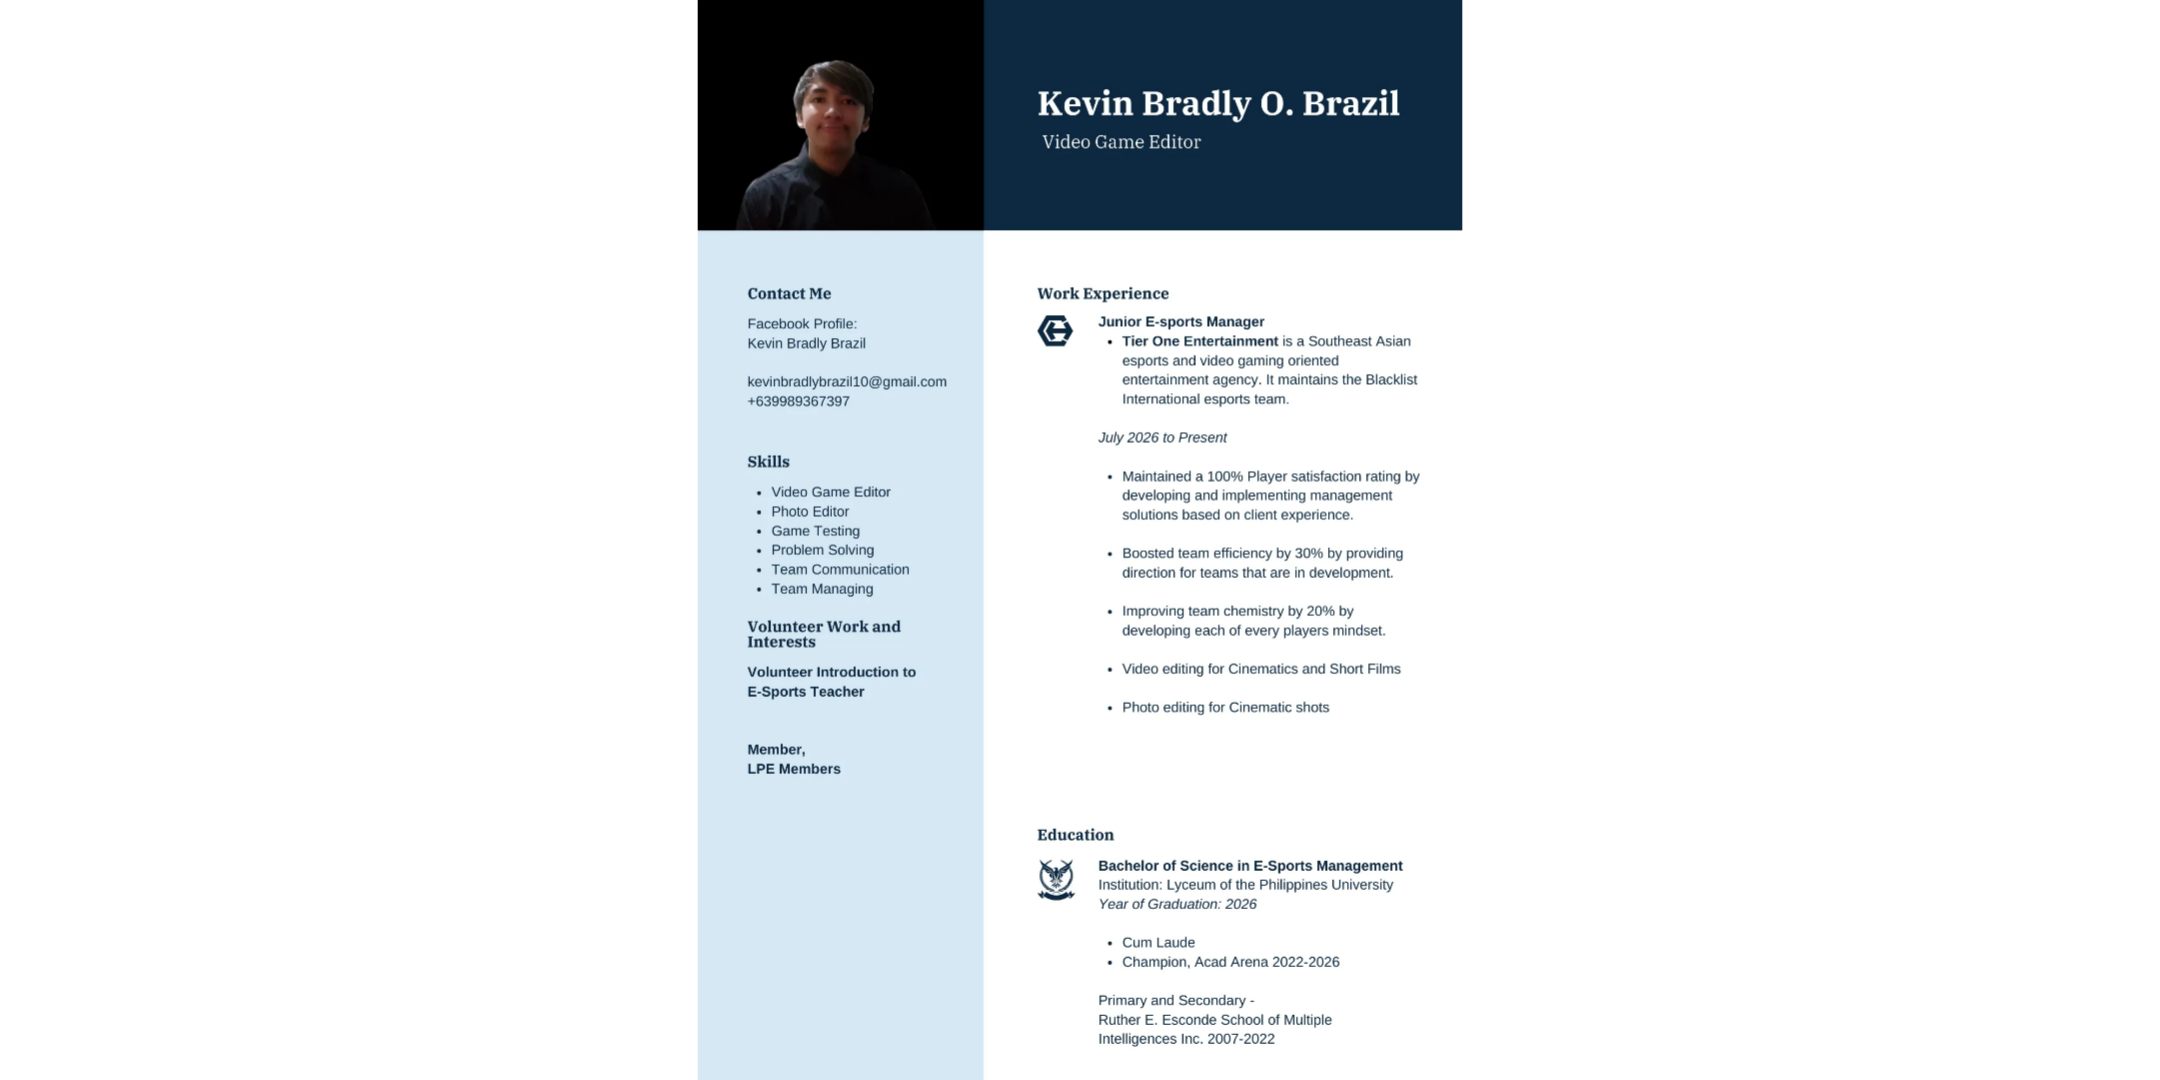 Kevin Bradly O. Brazil
Video Game Editor
Contact Me
Facebook Profile:
Kevin Bradly Brazil
kevinbradlybrazil10@gmail.com
+639989367397
Skills
• Video Game Editor
• Photo Editor
• Game Testing
• Problem Solving
• Team Communication
• Team Managing
Volunteer Work and
Interests
Volunteer Introduction to
E-Sports Teacher
Member,
LPE Members
Work Experience
Junior E-sports Manager
• Tier One Entertainment is a Southeast Asian
esports and video gaming oriented
entertainment agency. It maintains the Blacklist
International esports team.
July 2026 to Present
• Maintained a 100% Player satisfaction rating by
developing and implementing management
solutions based on client experience.
• Boosted team efficiency by 30% by providing
direction for teams that are in development.
• Improving team chemistry by 20% by
developing each of every players mindset.
• Video editing for Cinematics and Short Films
• Photo editing for Cinematic shots
Education
Bachelor of Science in E-Sports Management
Institution: Lyceum of the Philippines University
Year of Graduation: 2026
• Cum Laude
• Champion, Acad Arena 2022-2026
Primary and Secondary -
Ruther E. Esconde School of Multiple
Intelligences Inc. 2007-2022